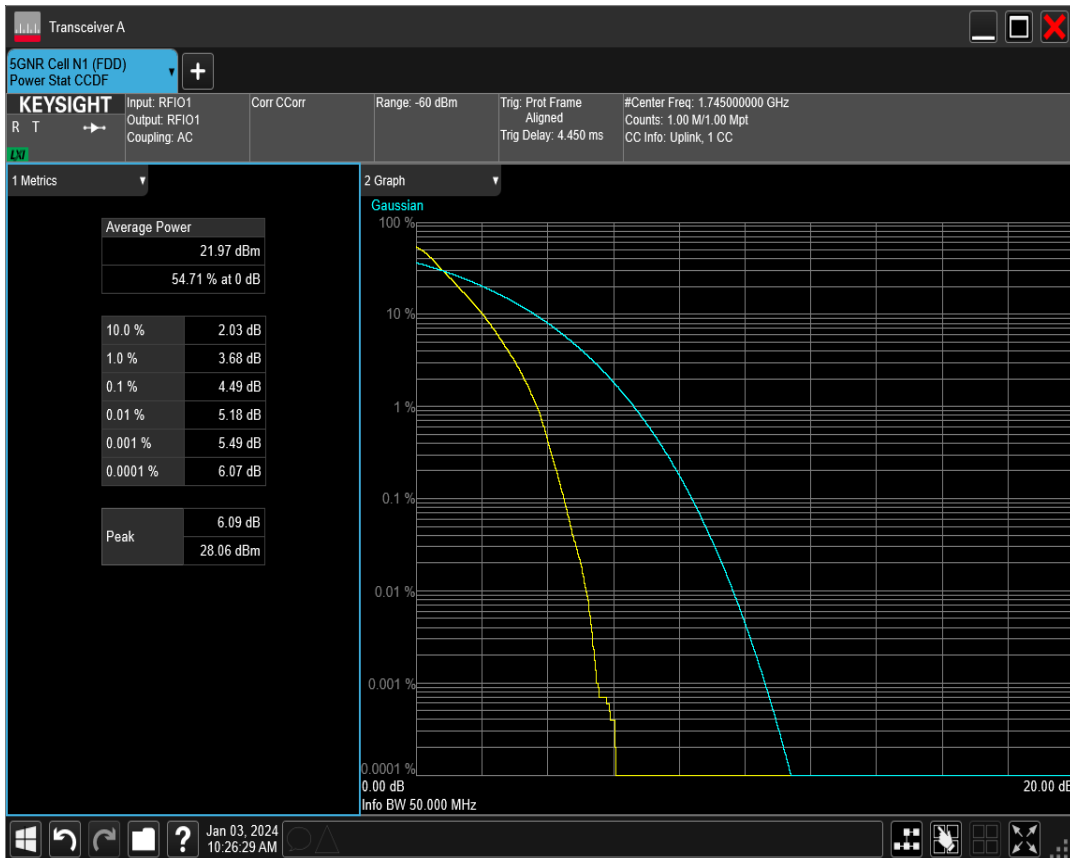 Transceiver A
5GNR Cell N1 (FDD)
Power Stat CCDF
+
KEYSIGHT
R T
LXI
Input: RFIO1
Output: RFIO1
Coupling: AC
Corr CCorr
Range: -60 dBm
Trig: Prot Frame
Aligned
Trig Delay: 4.450 ms
#Center Freq: 1.745000000 GHz
Counts: 1.00 M/1.00 Mpt
CC Info: Uplink, 1 CC
1 Metrics
Average Power
21.97 dBm
54.71 % at 0 dB
10.0 % 2.03 dB
1.0 % 3.68 dB
0.1 % 4.49 dB
0.01 % 5.18 dB
0.001 % 5.49 dB
0.0001 % 6.07 dB
Peak 6.09 dB
28.06 dBm
2 Graph
Gaussian
100 %
10 %
1 %
0.1 %
0.01 %
0.001 %
0.0001 %
0.00 dB 20.00 dB
Info BW 50.000 MHz
?
Jan 03, 2024
10:26:29 AM